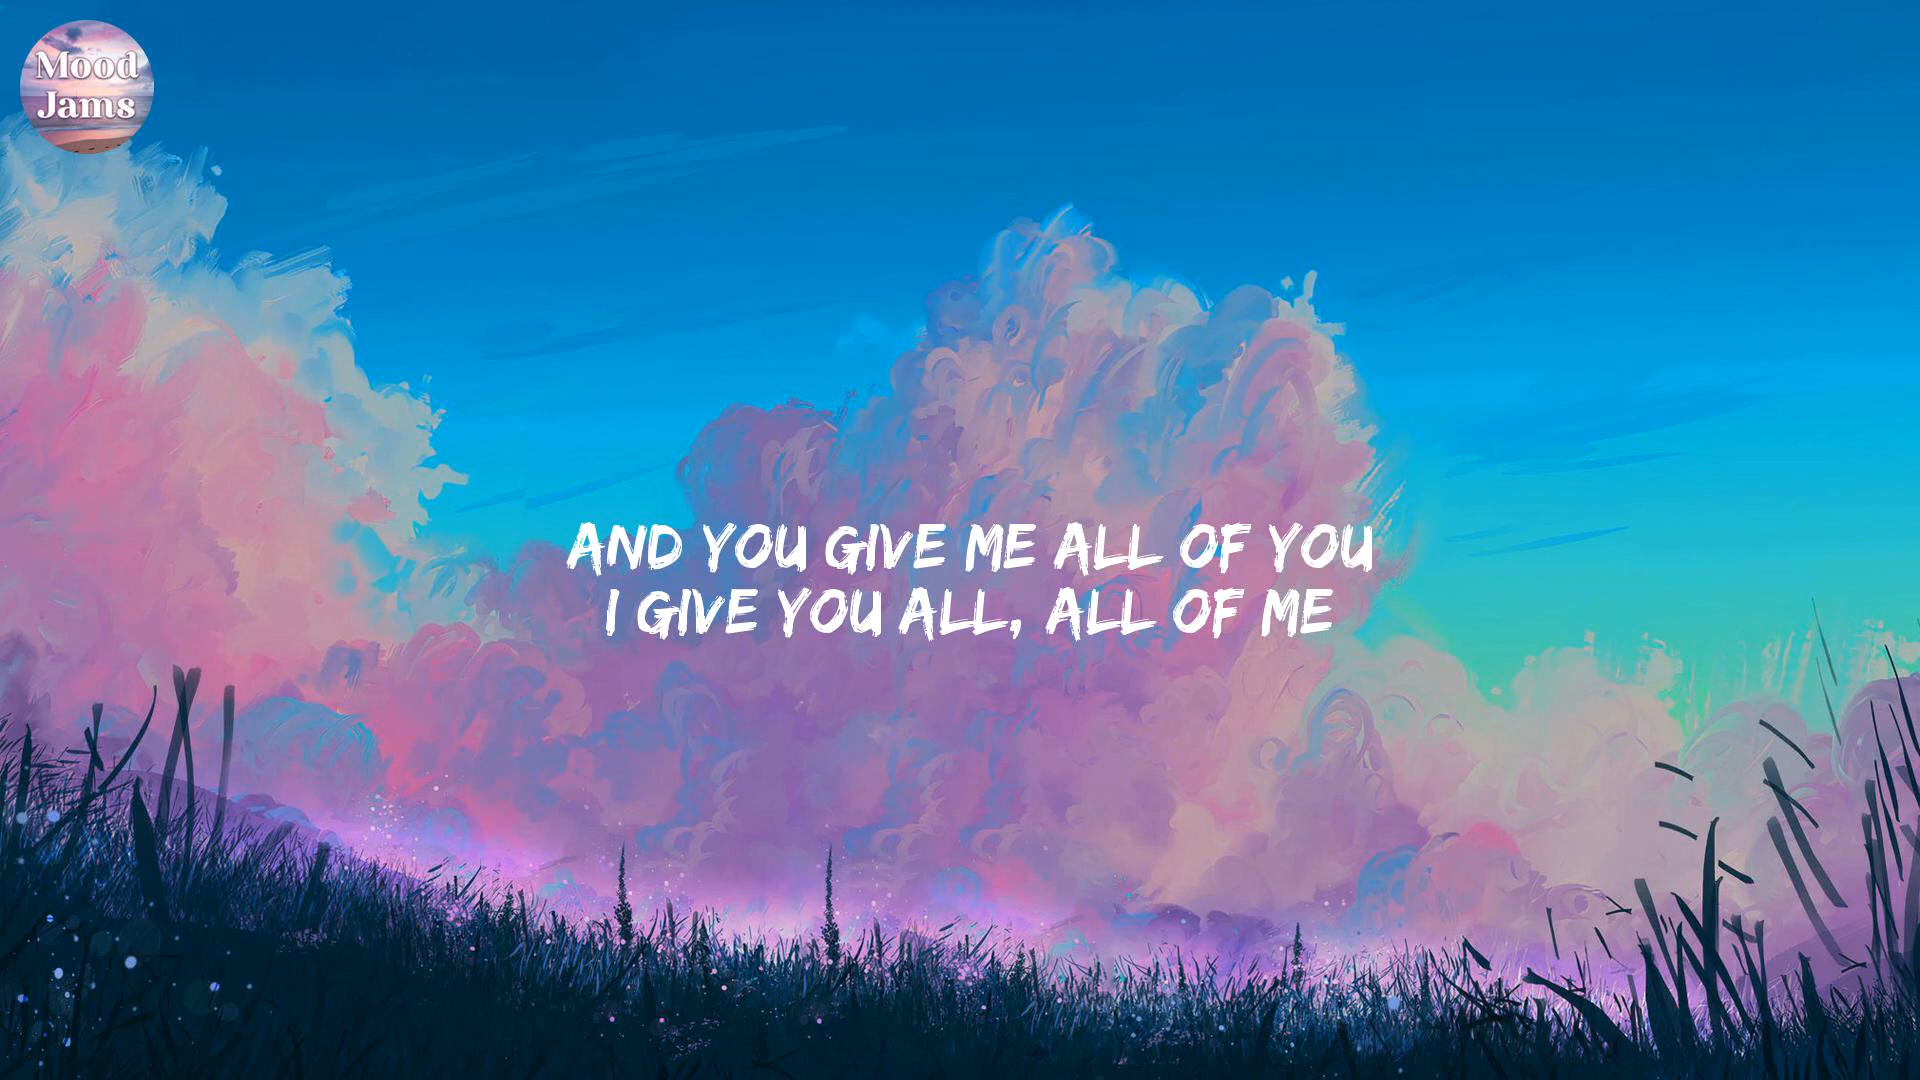 Mood
Jams
AND YOU GIVE ME ALL OF YOU
I GIVE YOU ALL, ALL OF ME